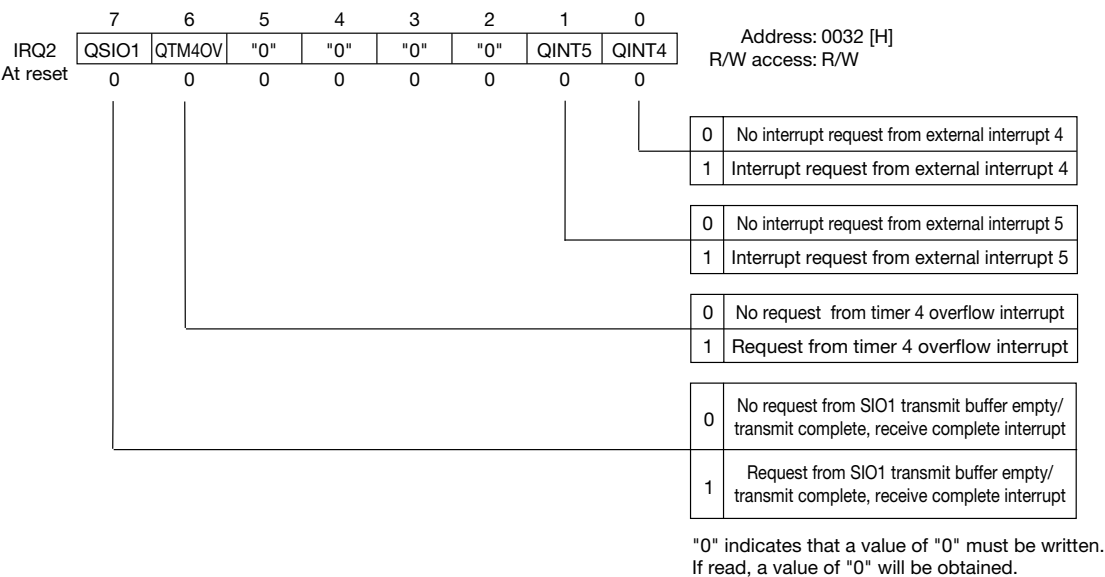 7 6 5 4 3 2 1 0
IRQ2 QSIO1 QTM4OV "0" "0" "0" "0" QINT5 QINT4
At reset 0 0 0 0 0 0 0 0
Address: 0032 [H]
R/W access: R/W
0 No interrupt request from external interrupt 4
1 Interrupt request from external interrupt 4
0 No interrupt request from external interrupt 5
1 Interrupt request from external interrupt 5
0 No request from timer 4 overflow interrupt
1 Request from timer 4 overflow interrupt
0 No request from SIO1 transmit buffer empty/
transmit complete, receive complete interrupt
1 Request from SIO1 transmit buffer empty/
transmit complete, receive complete interrupt
"0" indicates that a value of "0" must be written.
If read, a value of "0" will be obtained.